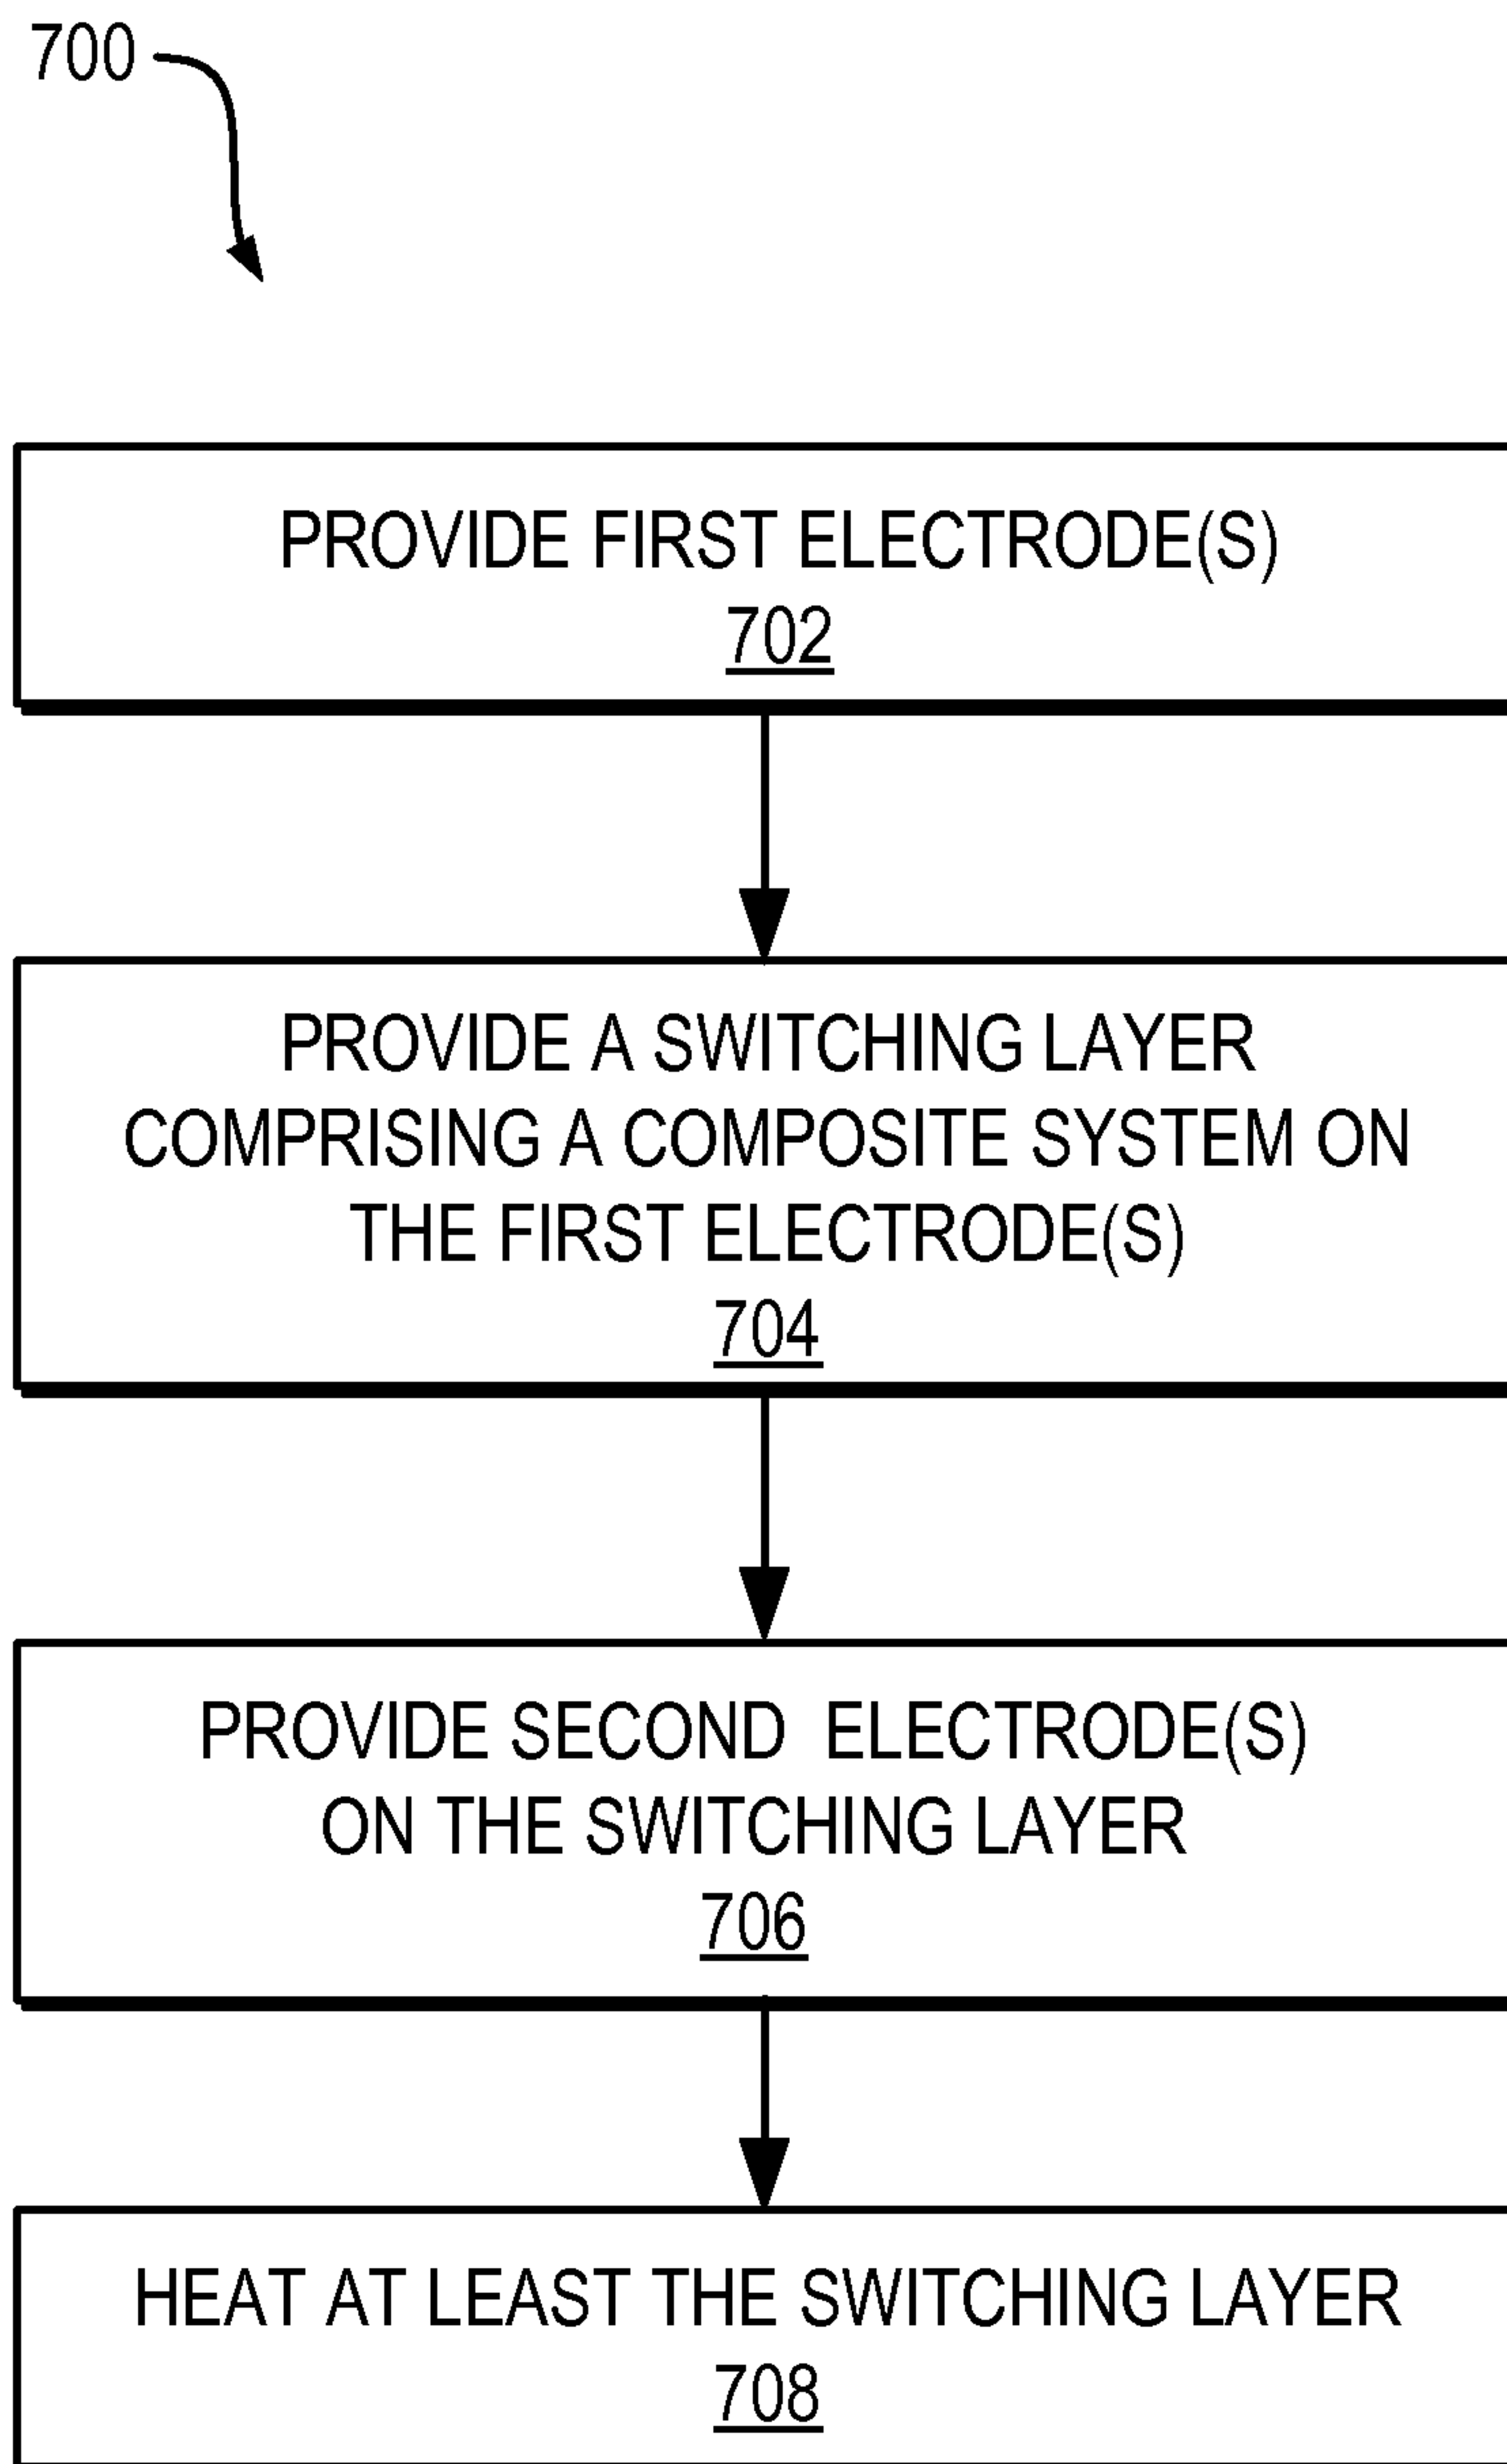 700
PROVIDE FIRST ELECTRODE(S)
702
PROVIDE A SWITCHING LAYER
COMPRISING A COMPOSITE SYSTEM ON
THE FIRST ELECTRODE(S)
704
PROVIDE SECOND ELECTRODE(S)
ON THE SWITCHING LAYER
706
HEAT AT LEAST THE SWITCHING LAYER
708